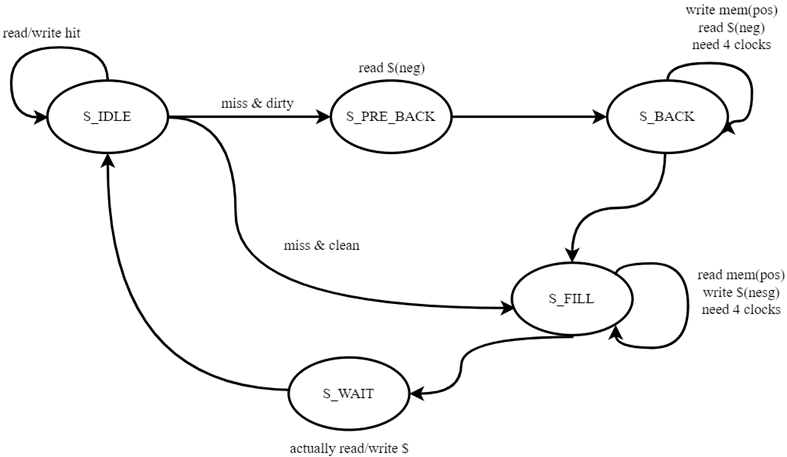 write mem(pos)
read $(neg)
need 4 clocks
read/write hit
read $(neg)
miss & dirty
S_IDLE
S_PRE_BACK
S_BACK
miss & clean
read mem(pos)
write $(nesg)
need 4 clocks
S_FILL
S_WAIT
actually read/write $